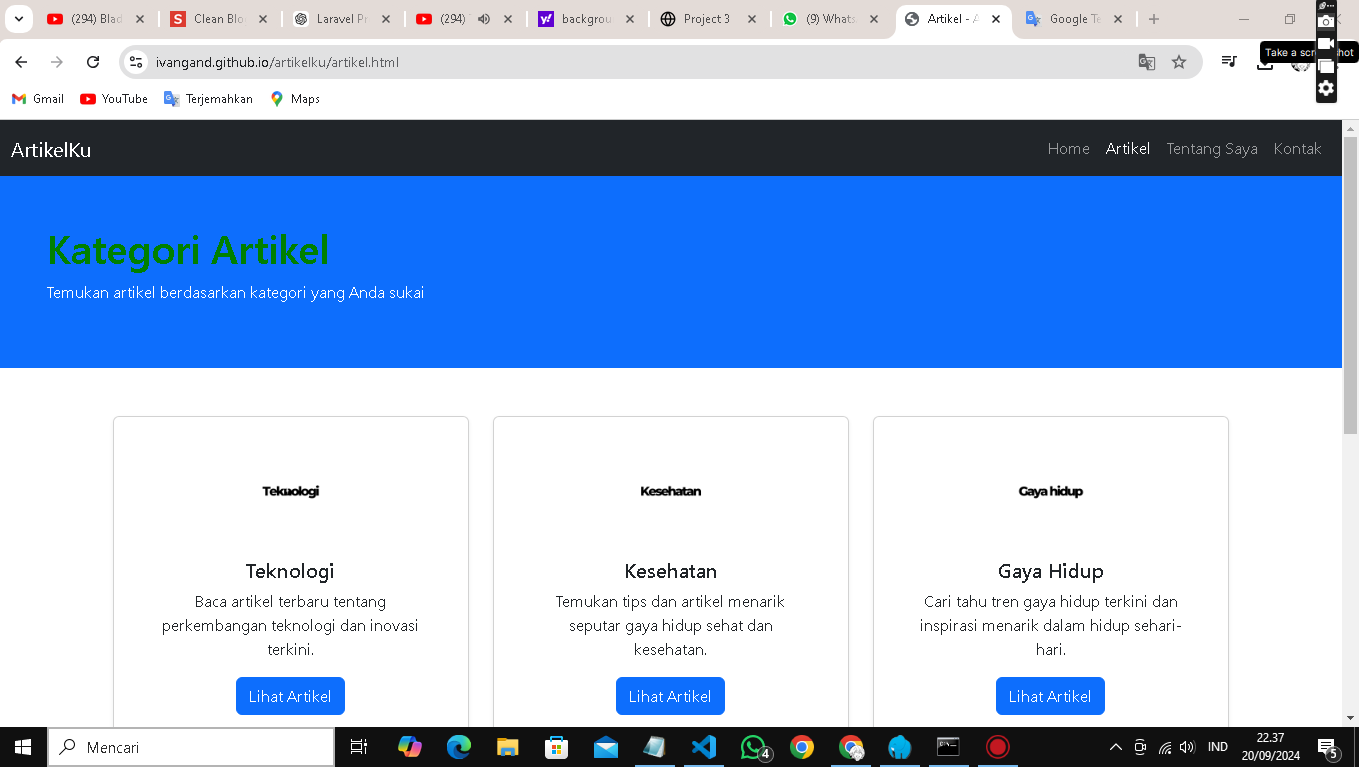 (294) Blad
Clean Blo
Laravel Pr
(294)
backgrou
Project 3
(9) Whats
Artikel - A
Google Te
ivangand.github.io/artikelku/artikel.html
Take a screenshot
Gmail
YouTube
Terjemahkan
Maps
ArtikelKu
Home
Artikel
Tentang Saya
Kontak
Kategori Artikel
Temukan artikel berdasarkan kategori yang Anda sukai
Teknologi
Kesehatan
Gaya hidup
Teknologi
Baca artikel terbaru tentang
perkembangan teknologi dan inovasi
terkini.
Lihat Artikel
Kesehatan
Temukan tips dan artikel menarik
seputar gaya hidup sehat dan
kesehatan.
Lihat Artikel
Gaya Hidup
Cari tahu tren gaya hidup terkini dan
inspirasi menarik dalam hidup sehari-
hari.
Lihat Artikel
Mencari
4
IND
22.37
20/09/2024
5